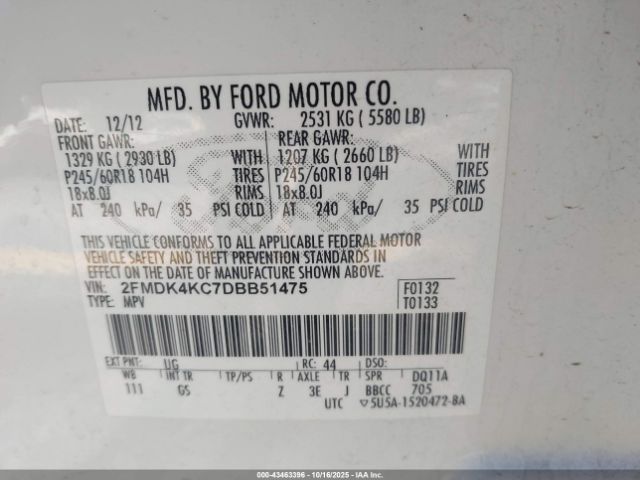 MFD. BY FORD MOTOR CO.
DATE: 12/12 GVWR: 2531 KG ( 5580 LB)
FRONT GAWR: REAR GAWR:
1329 KG ( 2930 LB) WITH 1207 KG ( 2660 LB) WITH
P245/60R18 104H TIRES P245/60R18 104H TIRES
18x8.0J RIMS 18x8.0J RIMS
AT 240 kPa/ 35 PSI COLD AT 240 kPa/ 35 PSI COLD
THIS VEHICLE CONFORMS TO ALL APPLICABLE FEDERAL MOTOR
VEHICLE SAFETY AND THEFT PREVENTION STANDARDS IN
EFFECT ON THE DATE OF MANUFACTURE SHOWN ABOVE.
VIN: 2FMDK4KC7DBB51475 F0132
TYPE: MPV T0133
EXT PNT: UG RC: 44 DSO:
WB INT TR TP/PS R AXLE TR SPR DQ11A
111 GS Z 3E J BBCC 705
UTC ▽5U5A-1520472-BA
000-43463396 - 10/16/2025 - IAAI.com